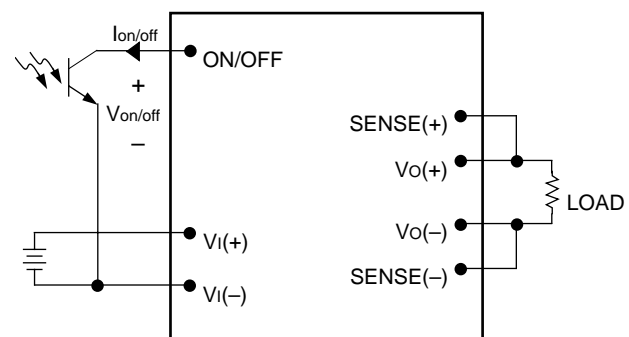 Ion/off
ON/OFF
+
Von/off
–
SENSE(+)
VO(+)
LOAD
VO(–)
SENSE(–)
VI(+)
VI(–)